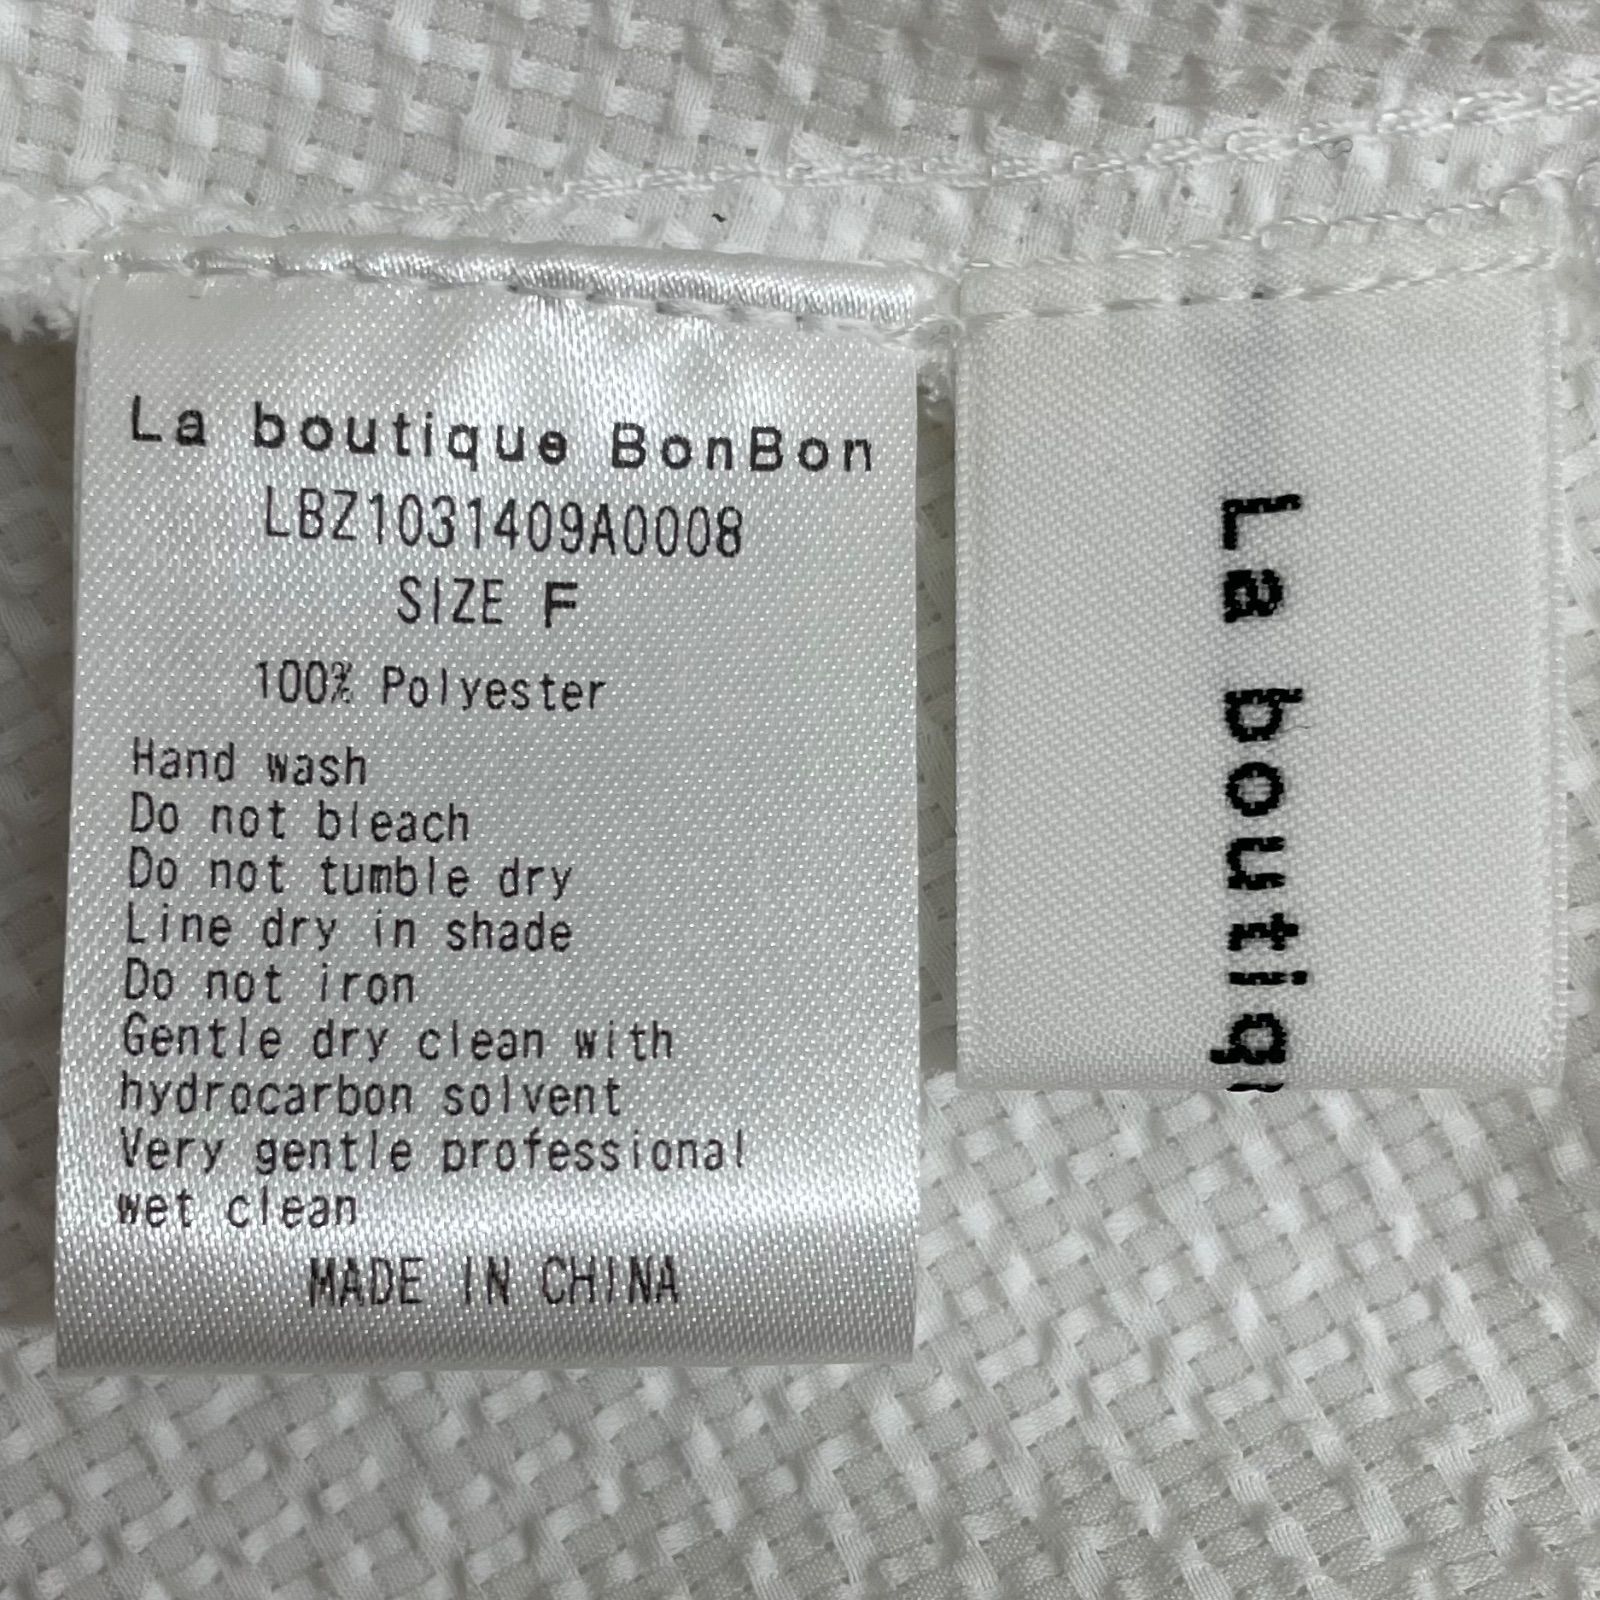 La boutique BonBon
LBZ1031409A0008
SIZE F
100% Polyester
Hand wash
Do not bleach
Do not tumble dry
Line dry in shade
Do not iron
Gentle dry clean with
hydrocarbon solvent
Very gentle professional
wet clean
MADE IN CHINA
La boutiq